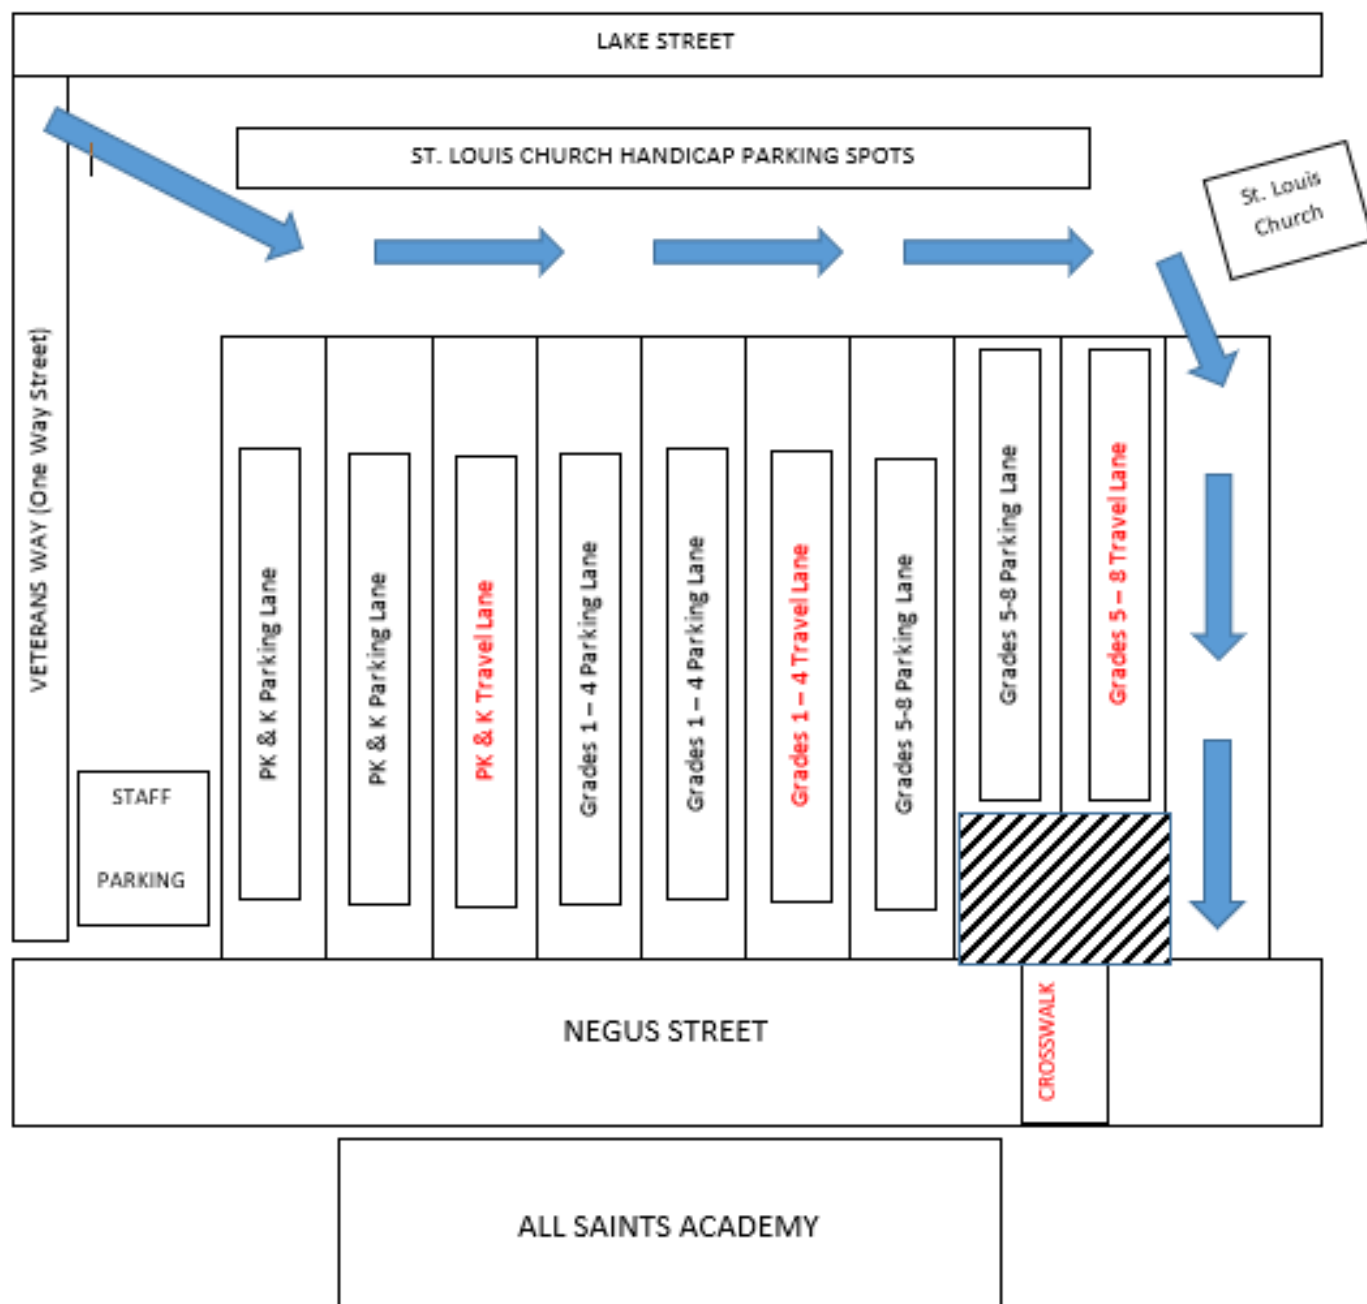 LAKE STREET
ST. LOUIS CHURCH HANDICAP PARKING SPOTS
St. Louis
Church
VETERANS WAY (One Way Street)
PK & K Parking Lane
PK & K Parking Lane
PK & K Travel Lane
Grades 1 – 4 Parking Lane
Grades 1 – 4 Parking Lane
Grades 1 – 4 Travel Lane
Grades 5-8 Parking Lane
Grades 5-8 Parking Lane
Grades 5 – 8 Travel Lane
STAFF
PARKING
NEGUS STREET
CROSSWALK
ALL SAINTS ACADEMY